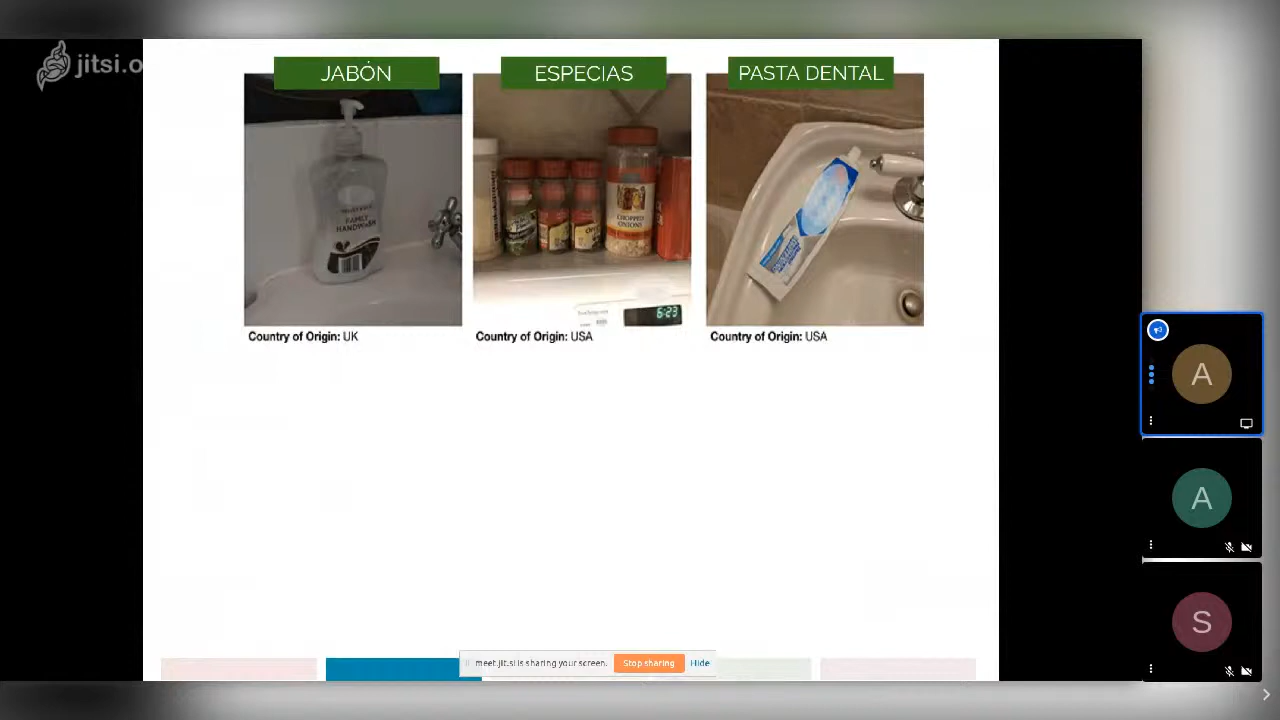 jitsi.o
JABÓN
ESPECIAS
PASTA DENTAL
FAMILY
HANDWASH
CHOPPED
ONIONS
6:23
Country of Origin: UK
Country of Origin: USA
Country of Origin: USA
A
A
S
meet.jit.si is sharing your screen.
Stop sharing
Hide